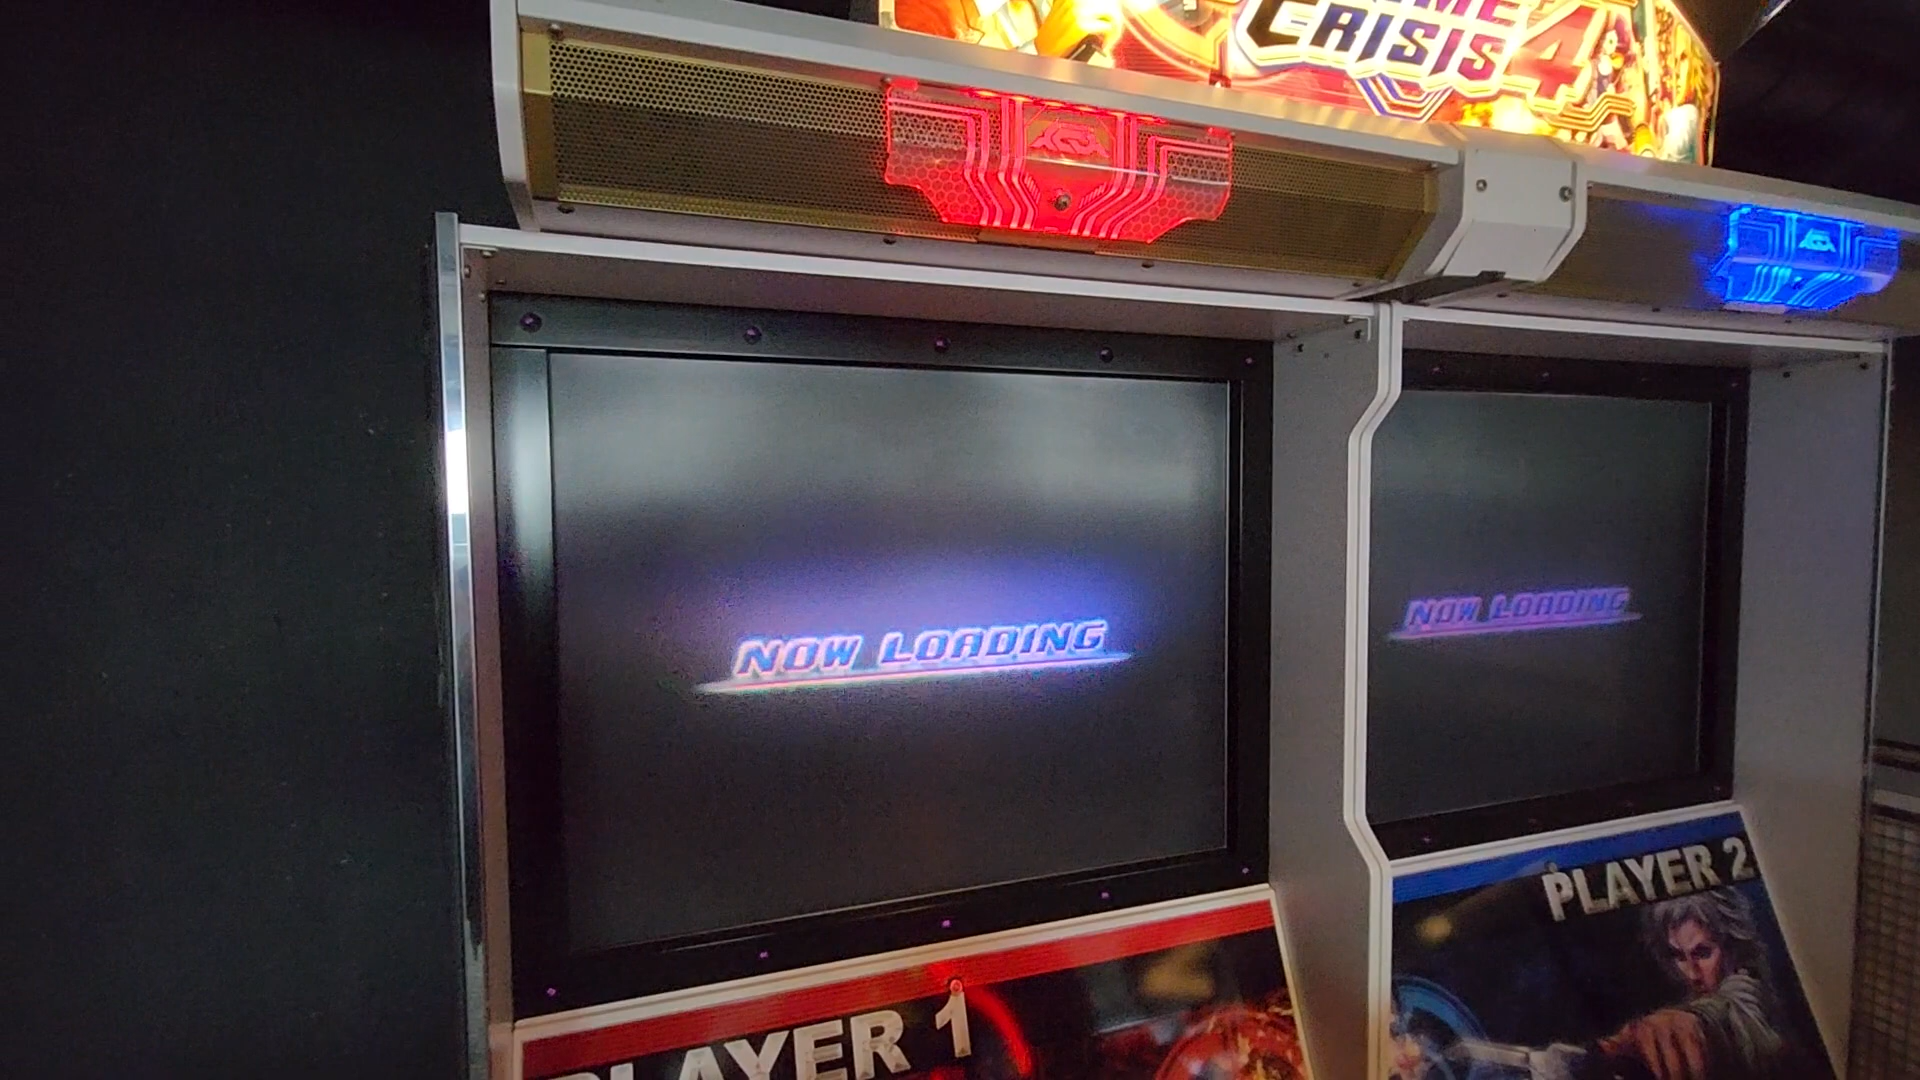 CRISIS 4
NOW LOADING
NOW LOADING
PLAYER 2
PLAYER 1